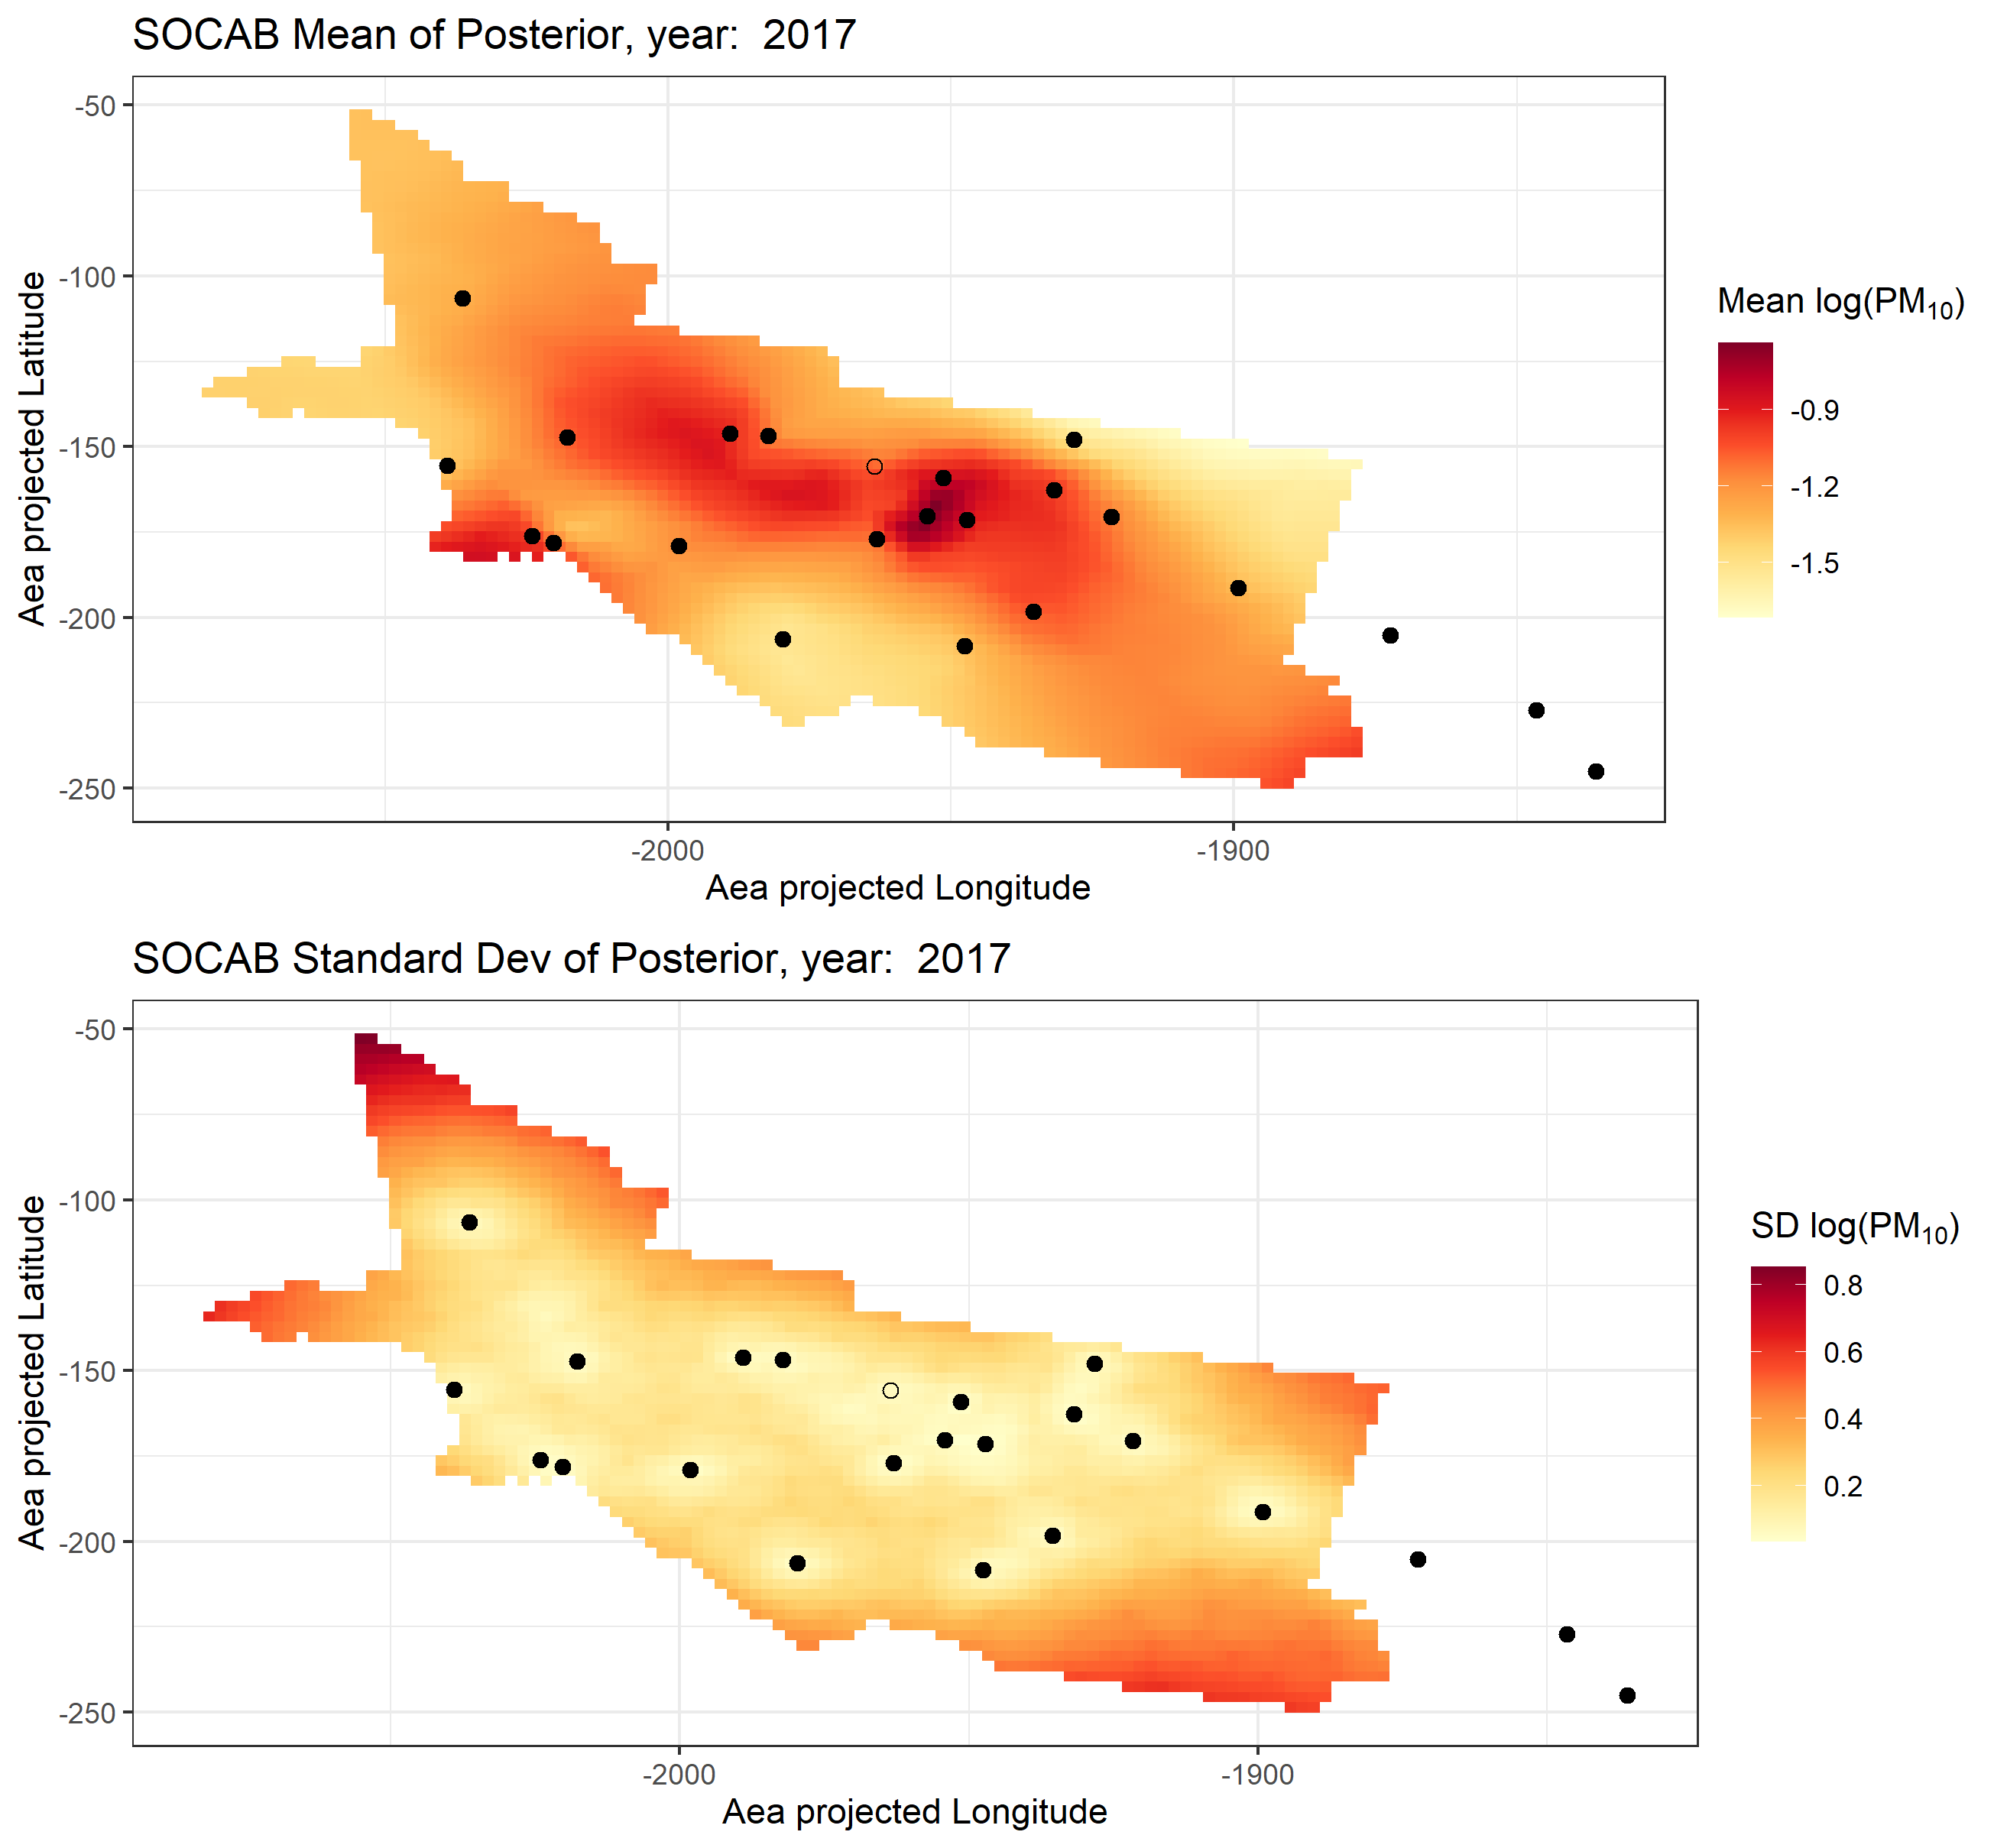 SOCAB Mean of Posterior, year:  2017
-50
-100
-150
-200
-250
Aea projected Latitude
-2000
-1900
Aea projected Longitude
Mean log(PM₁₀)
-0.9
-1.2
-1.5
SOCAB Standard Dev of Posterior, year:  2017
-50
-100
-150
-200
-250
Aea projected Latitude
-2000
-1900
Aea projected Longitude
SD log(PM₁₀)
0.8
0.6
0.4
0.2